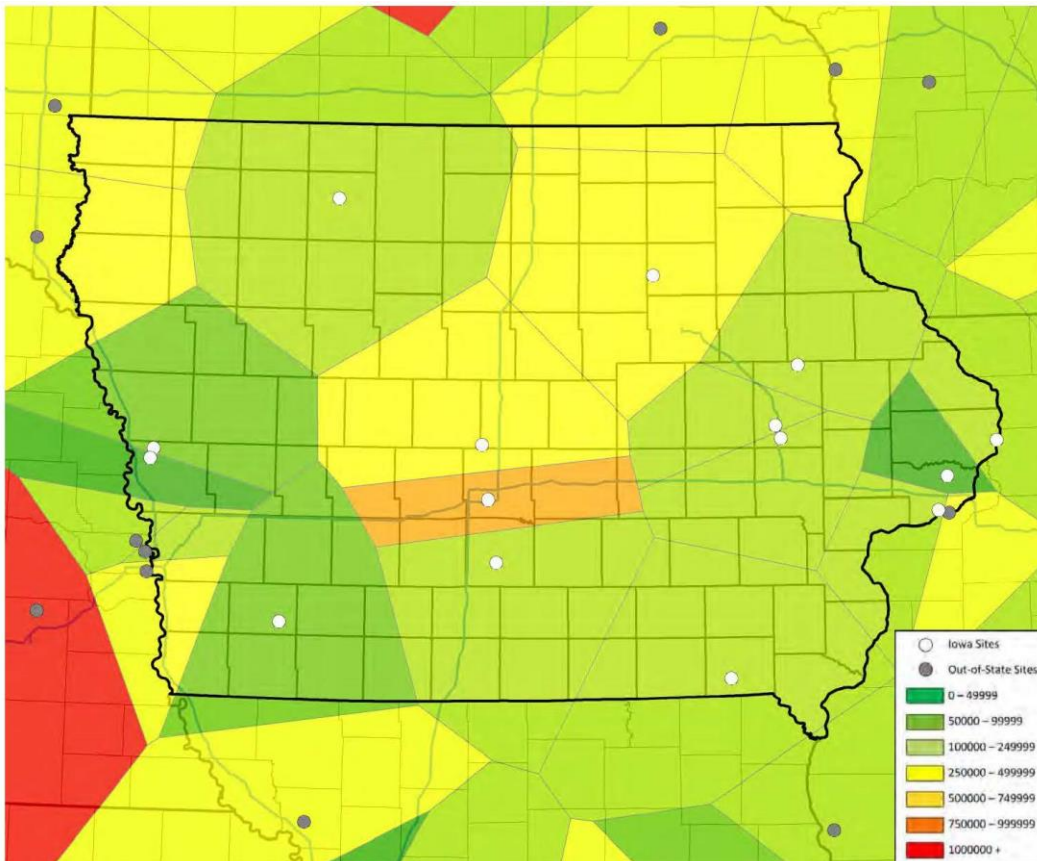 Iowa Sites
Out-of-State Sites
0 – 49999
50000 – 99999
100000 – 249999
250000 – 499999
500000 – 749999
750000 – 999999
1000000 +